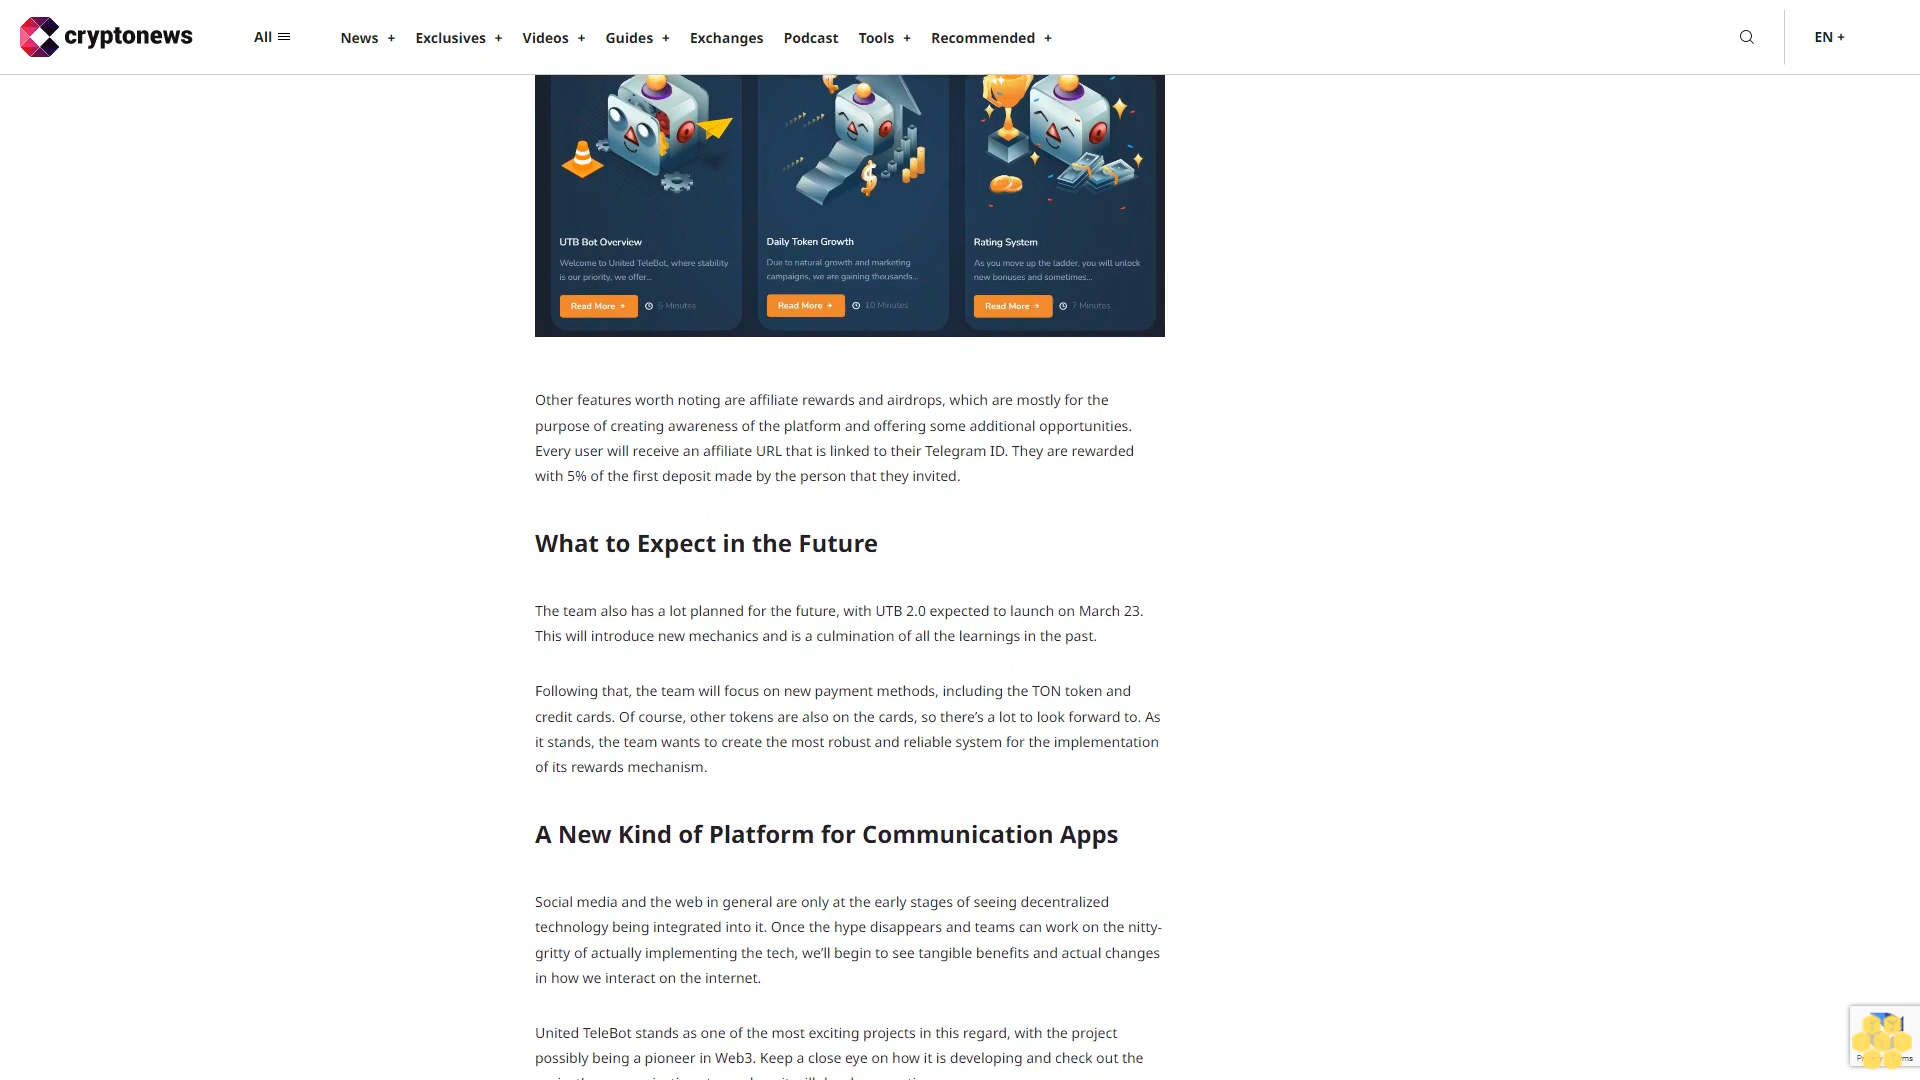 cryptonews
All
News +
Exclusives +
Videos +
Guides +
Exchanges
Podcast
Tools +
Recommended +
EN +
UTB Bot Overview
Welcome to United TeleBot, where stability
is our priority, we offer...
Read More →
5 Minutes
Daily Token Growth
Due to natural growth and marketing
campaigns, we are gaining thousands...
Read More →
10 Minutes
Rating System
As you move up the ladder, you will unlock
new bonuses and sometimes...
Read More →
7 Minutes
Other features worth noting are affiliate rewards and airdrops, which are mostly for the
purpose of creating awareness of the platform and offering some additional opportunities.
Every user will receive an affiliate URL that is linked to their Telegram ID. They are rewarded
with 5% of the first deposit made by the person that they invited.
What to Expect in the Future
The team also has a lot planned for the future, with UTB 2.0 expected to launch on March 23.
This will introduce new mechanics and is a culmination of all the learnings in the past.
Following that, the team will focus on new payment methods, including the TON token and
credit cards. Of course, other tokens are also on the cards, so there’s a lot to look forward to. As
it stands, the team wants to create the most robust and reliable system for the implementation
of its rewards mechanism.
A New Kind of Platform for Communication Apps
Social media and the web in general are only at the early stages of seeing decentralized
technology being integrated into it. Once the hype disappears and teams can work on the nitty-
gritty of actually implementing the tech, we’ll begin to see tangible benefits and actual changes
in how we interact on the internet.
United TeleBot stands as one of the most exciting projects in this regard, with the project
possibly being a pioneer in Web3. Keep a close eye on how it is developing and check out the